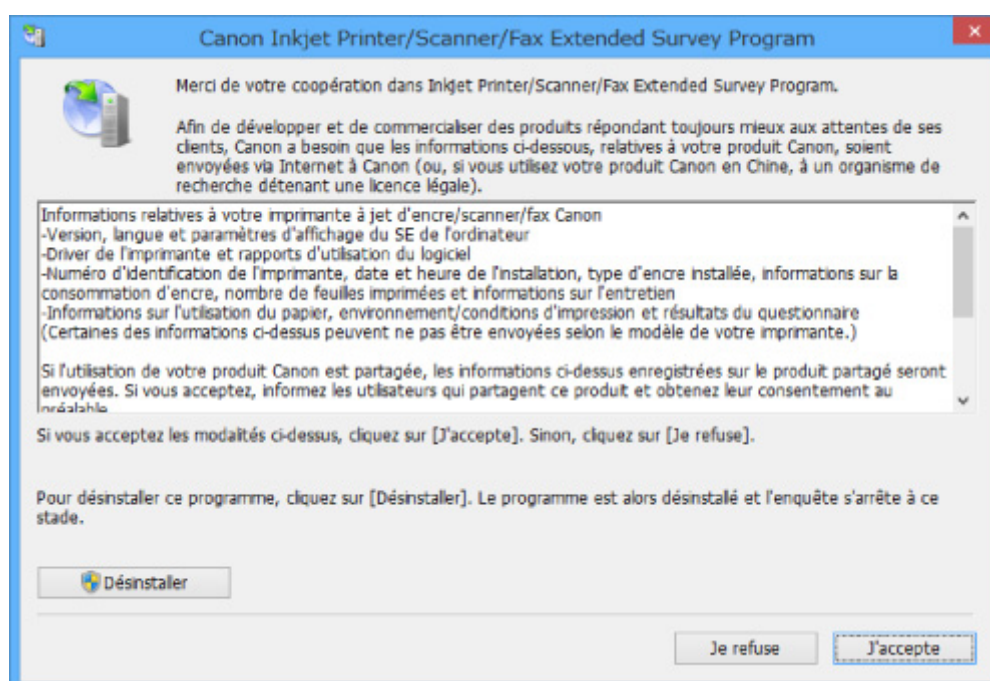 Canon Inkjet Printer/Scanner/Fax Extended Survey Program
Merci de votre coopération dans Inkjet Printer/Scanner/Fax Extended Survey Program.
Afin de développer et de commercialiser des produits répondant toujours mieux aux attentes de ses
clients, Canon a besoin que les informations ci-dessous, relatives à votre produit Canon, soient
envoyées via Internet à Canon (ou, si vous utilisez votre produit Canon en Chine, à un organisme de
recherche détenant une licence légale).
Informations relatives à votre imprimante à jet d'encre/scanner/fax Canon
-Version, langue et paramètres d'affichage du SE de l'ordinateur
-Driver de l'imprimante et rapports d'utilisation du logiciel
-Numéro d'identification de l'imprimante, date et heure de l'installation, type d'encre installée, informations sur la
consommation d'encre, nombre de feuilles imprimées et informations sur l'entretien
-Informations sur l'utilisation du papier, environnement/conditions d'impression et résultats du questionnaire
(Certaines des informations ci-dessus peuvent ne pas être envoyées selon le modèle de votre imprimante.)
Si l'utilisation de votre produit Canon est partagée, les informations ci-dessus enregistrées sur le produit partagé seront
envoyées. Si vous acceptez, informez les utilisateurs qui partagent ce produit et obtenez leur consentement au
préalable
Si vous acceptez les modalités ci-dessus, cliquez sur [J'accepte]. Sinon, cliquez sur [Je refuse].
Pour désinstaller ce programme, cliquez sur [Désinstaller]. Le programme est alors désinstallé et l'enquête s'arrête à ce
stade.
Désinstaller
Je refuse
J'accepte